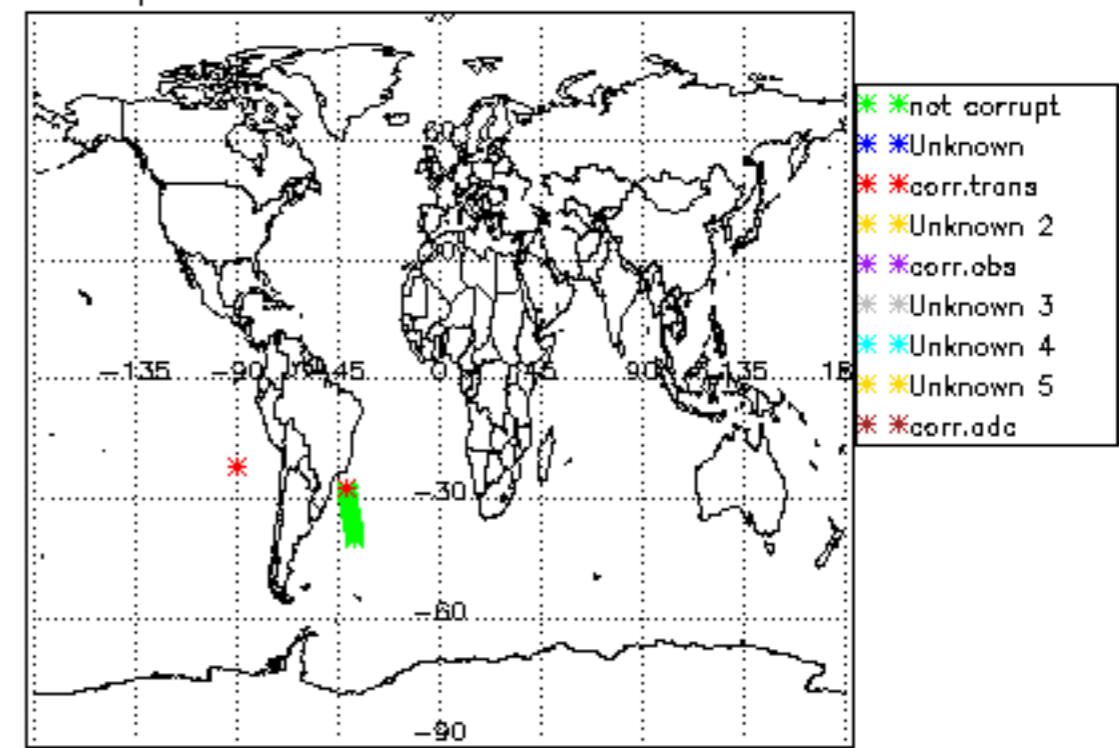 60
-135
-90
45
0
45
90
135
-30
-60
-90
not corrupt
Unknown
corr.trans
Unknown 2
corr.obs
Unknown 3
Unknown 4
Unknown 5
corr.adc